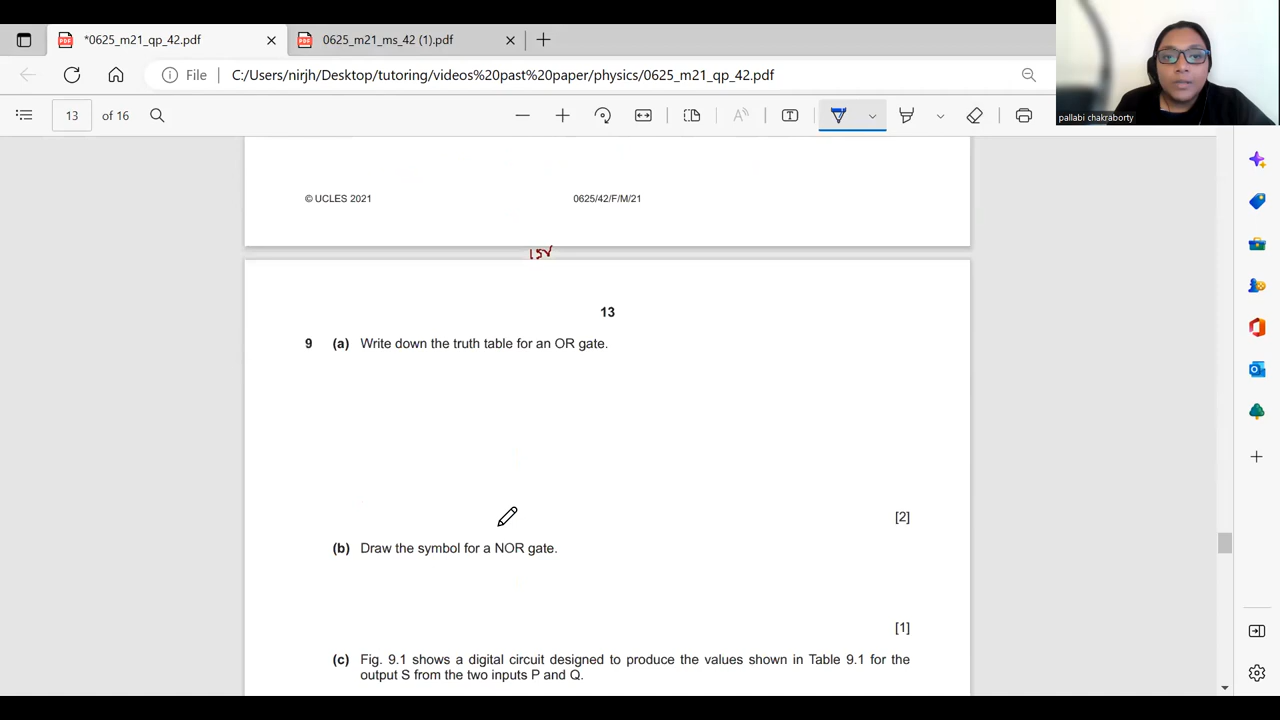 *0625_m21_qp_42.pdf
0625_m21_ms_42 (1).pdf
File
C:/Users/nirjh/Desktop/tutoring/videos%20past%20paper/physics/0625_m21_qp_42.pdf
pallabi chakraborty
13 of 16
© UCLES 2021
0625/42/F/M/21
15V
13
9 (a) Write down the truth table for an OR gate.
[2]
(b) Draw the symbol for a NOR gate.
[1]
(c) Fig. 9.1 shows a digital circuit designed to produce the values shown in Table 9.1 for the
output S from the two inputs P and Q.